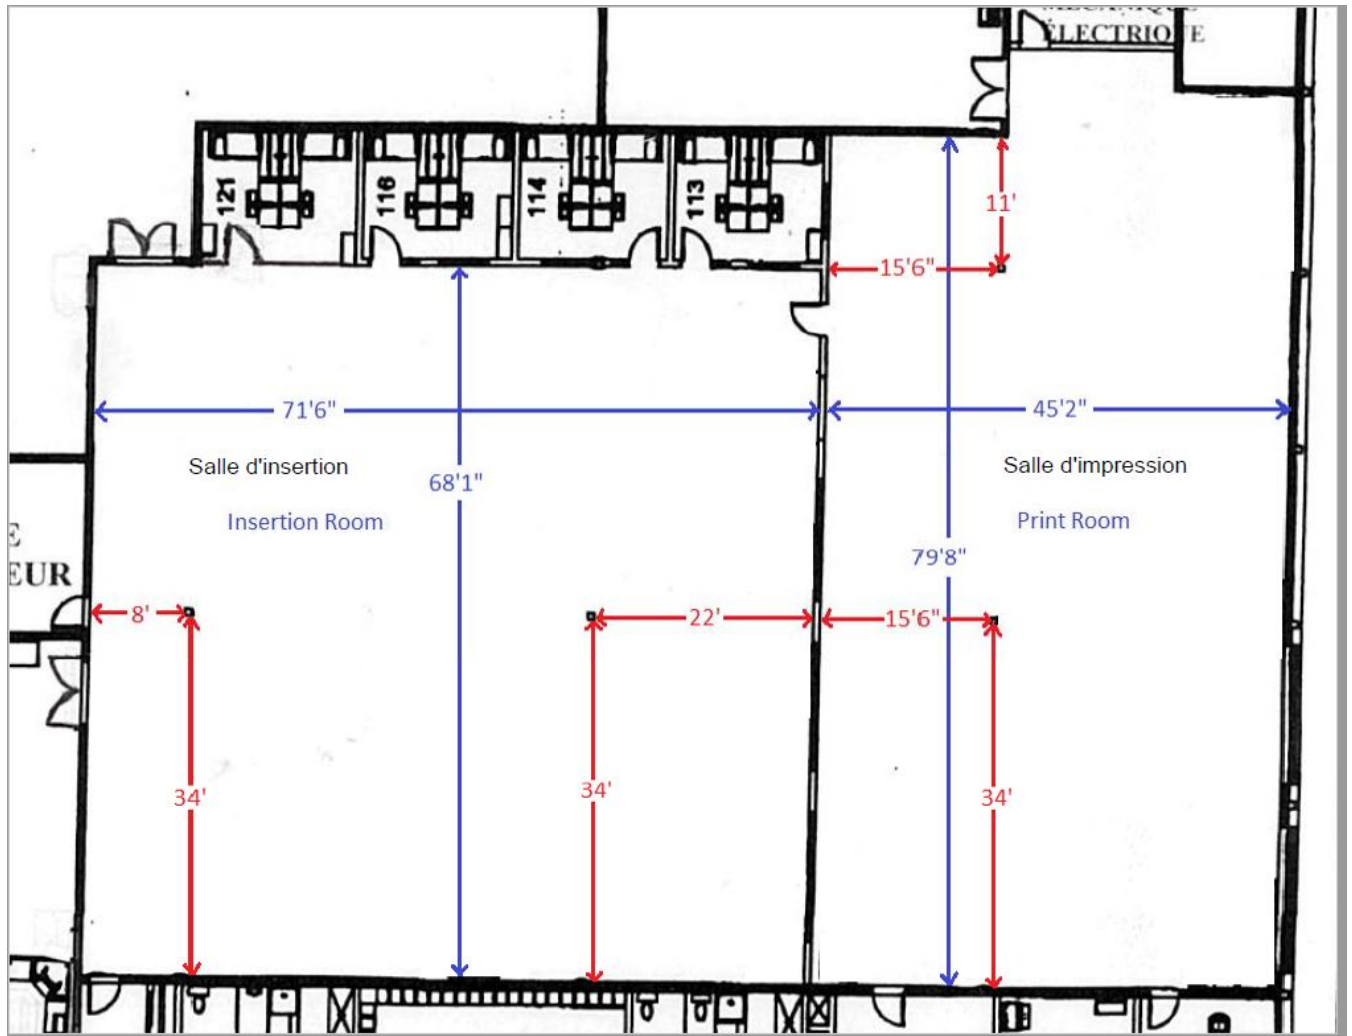 MÉCANIQUE
ÉLECTRIQUE
121
116
114
113
11'
15'6"
71'6"
45'2"
Salle d'insertion
Salle d'impression
68'1"
Insertion Room
Print Room
79'8"
E
EUR
8'
22'
15'6"
34'
34'
34'